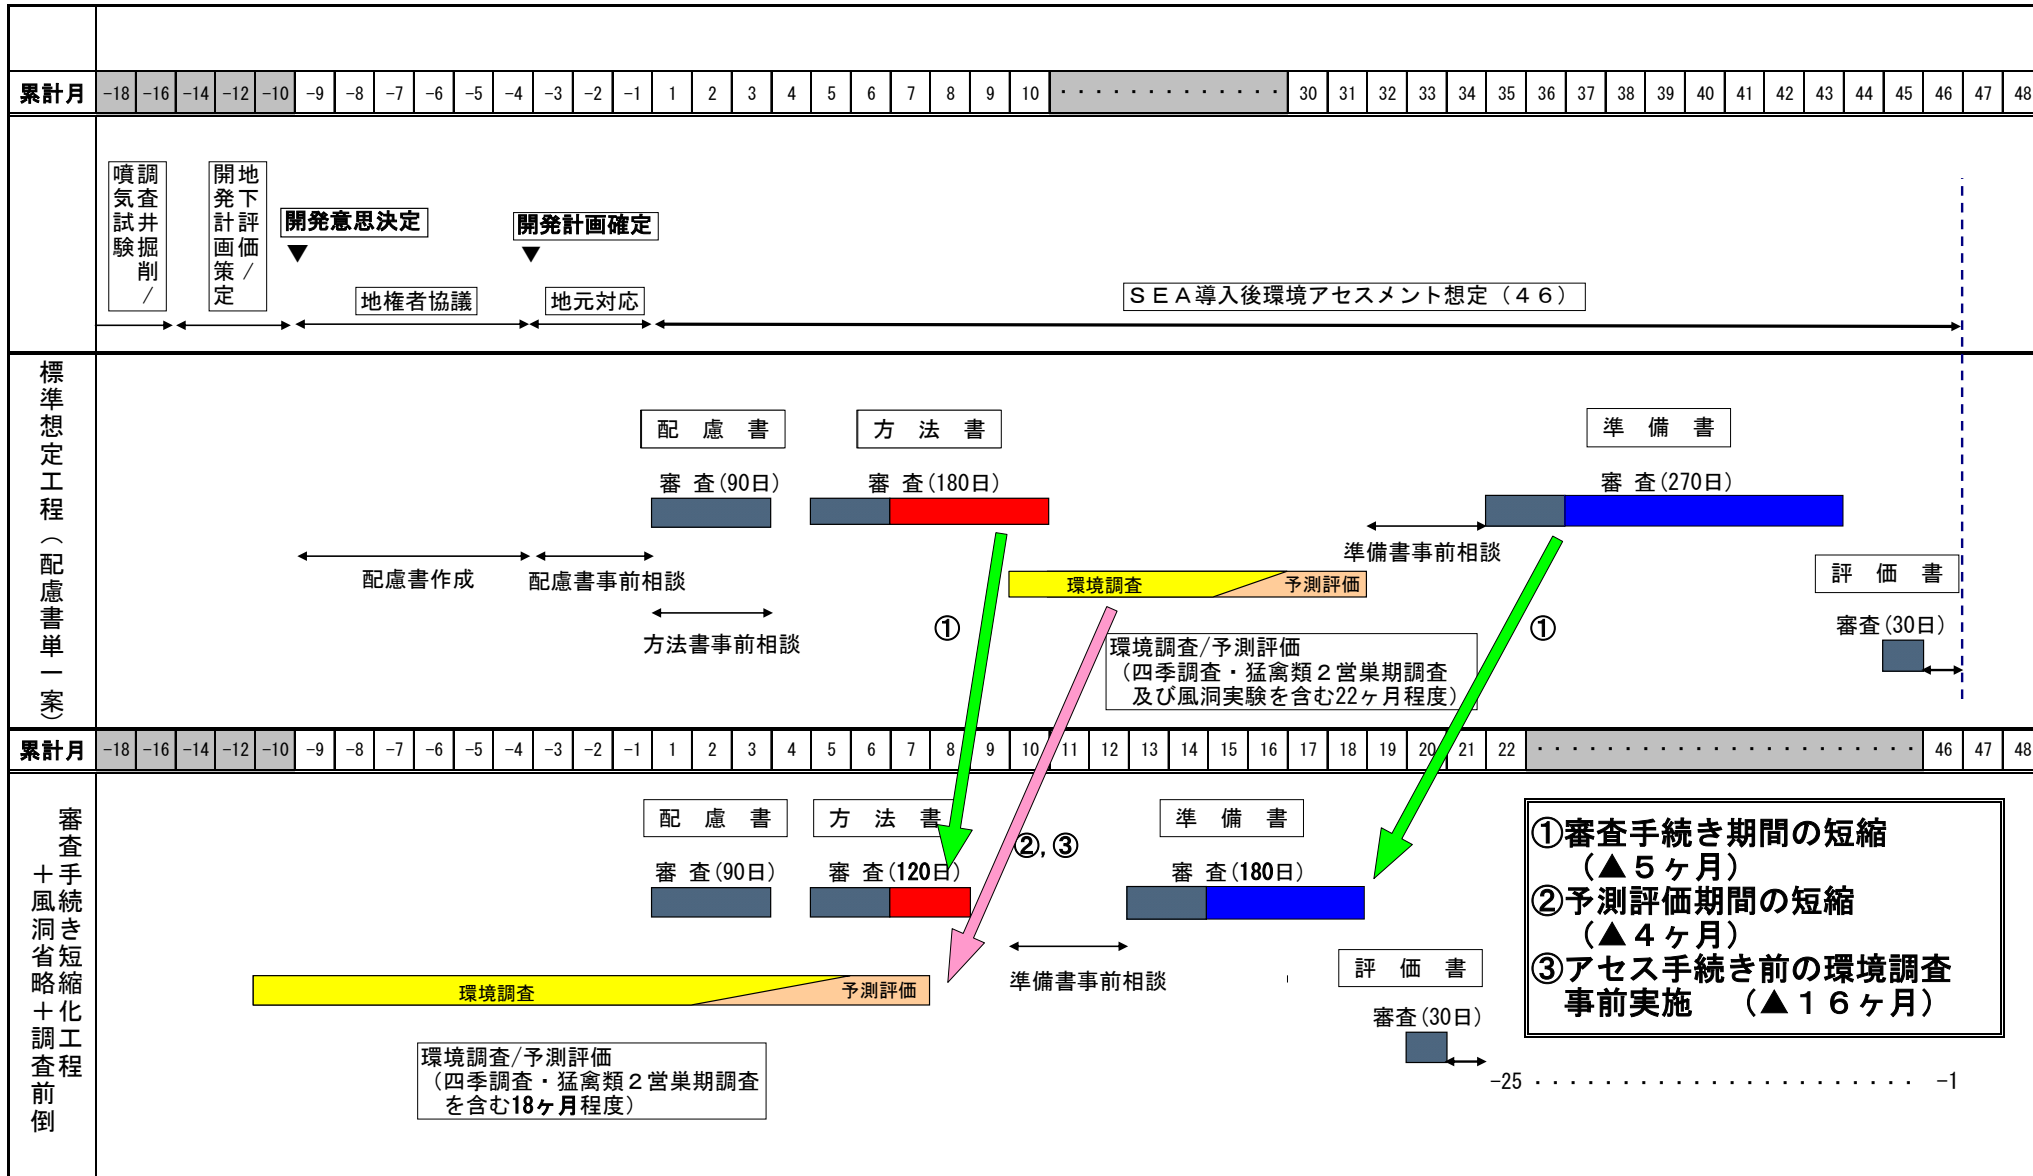 累計月 -18 -16 -14 -12 -10 -9 -8 -7 -6 -5 -4 -3 -2 -1 1 2 3 4 5 6 7 8 9 10 ・・・・・・・・・・・・・ 30 31 32 33 34 35 36 37 38 39 40 41 42 43 44 45 46 47 48
調査井掘削/
噴気試験
地下評価/
開発計画策定
開発意思決定
▼
開発計画確定
▼
地権者協議
地元対応
SEA導入後環境アセスメント想定(46)
標準想定工程(配慮書単一案)
配 慮 書
方 法 書
準 備 書
審 査(90日)
審 査(180日)
審 査(270日)
配慮書作成
配慮書事前相談
方法書事前相談
環境調査
予測評価
準備書事前相談
評 価 書
審査(30日)
①
①
環境調査/予測評価
(四季調査・猛禽類2営巣期調査
及び風洞実験を含む22ヶ月程度)
累計月 -18 -16 -14 -12 -10 -9 -8 -7 -6 -5 -4 -3 -2 -1 1 2 3 4 5 6 7 8 9 10 11 12 13 14 15 16 17 18 19 20 21 22 ・・・・・・・・・・・・・・・・・・・・・・ 46 47 48
審査手続き短縮化工程
+風洞省略+調査前倒
配 慮 書
方 法 書
準 備 書
審 査(90日)
審 査(120日)
審 査(180日)
②,③
環境調査
予測評価
準備書事前相談
評 価 書
審査(30日)
環境調査/予測評価
(四季調査・猛禽類2営巣期調査
を含む18ヶ月程度)
①審査手続き期間の短縮
(▲5ヶ月)
②予測評価期間の短縮
(▲4ヶ月)
③アセス手続き前の環境調査
事前実施 (▲16ヶ月)
-25 ・・・・・・・・・・・・・・・・・・・・・・ -1